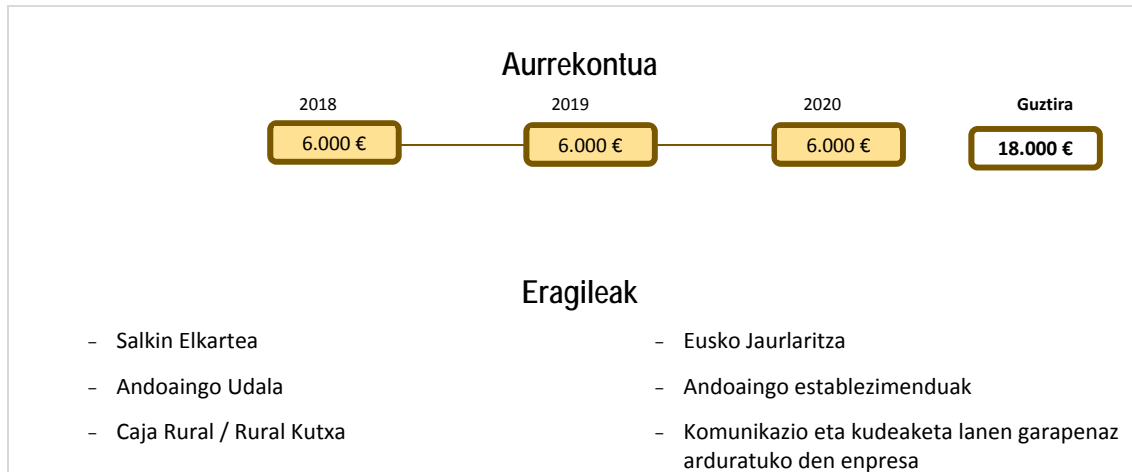 Aurrekontua
2018 2019 2020 Guztira
6.000 € 6.000 € 6.000 € 18.000 €
Eragileak
– Salkin Elkartea
– Andoaingo Udala
– Caja Rural / Rural Kutxa
– Eusko Jaurlaritza
– Andoaingo establezimenduak
– Komunikazio eta kudeaketa lanen garapenaz
arduratuko den enpresa